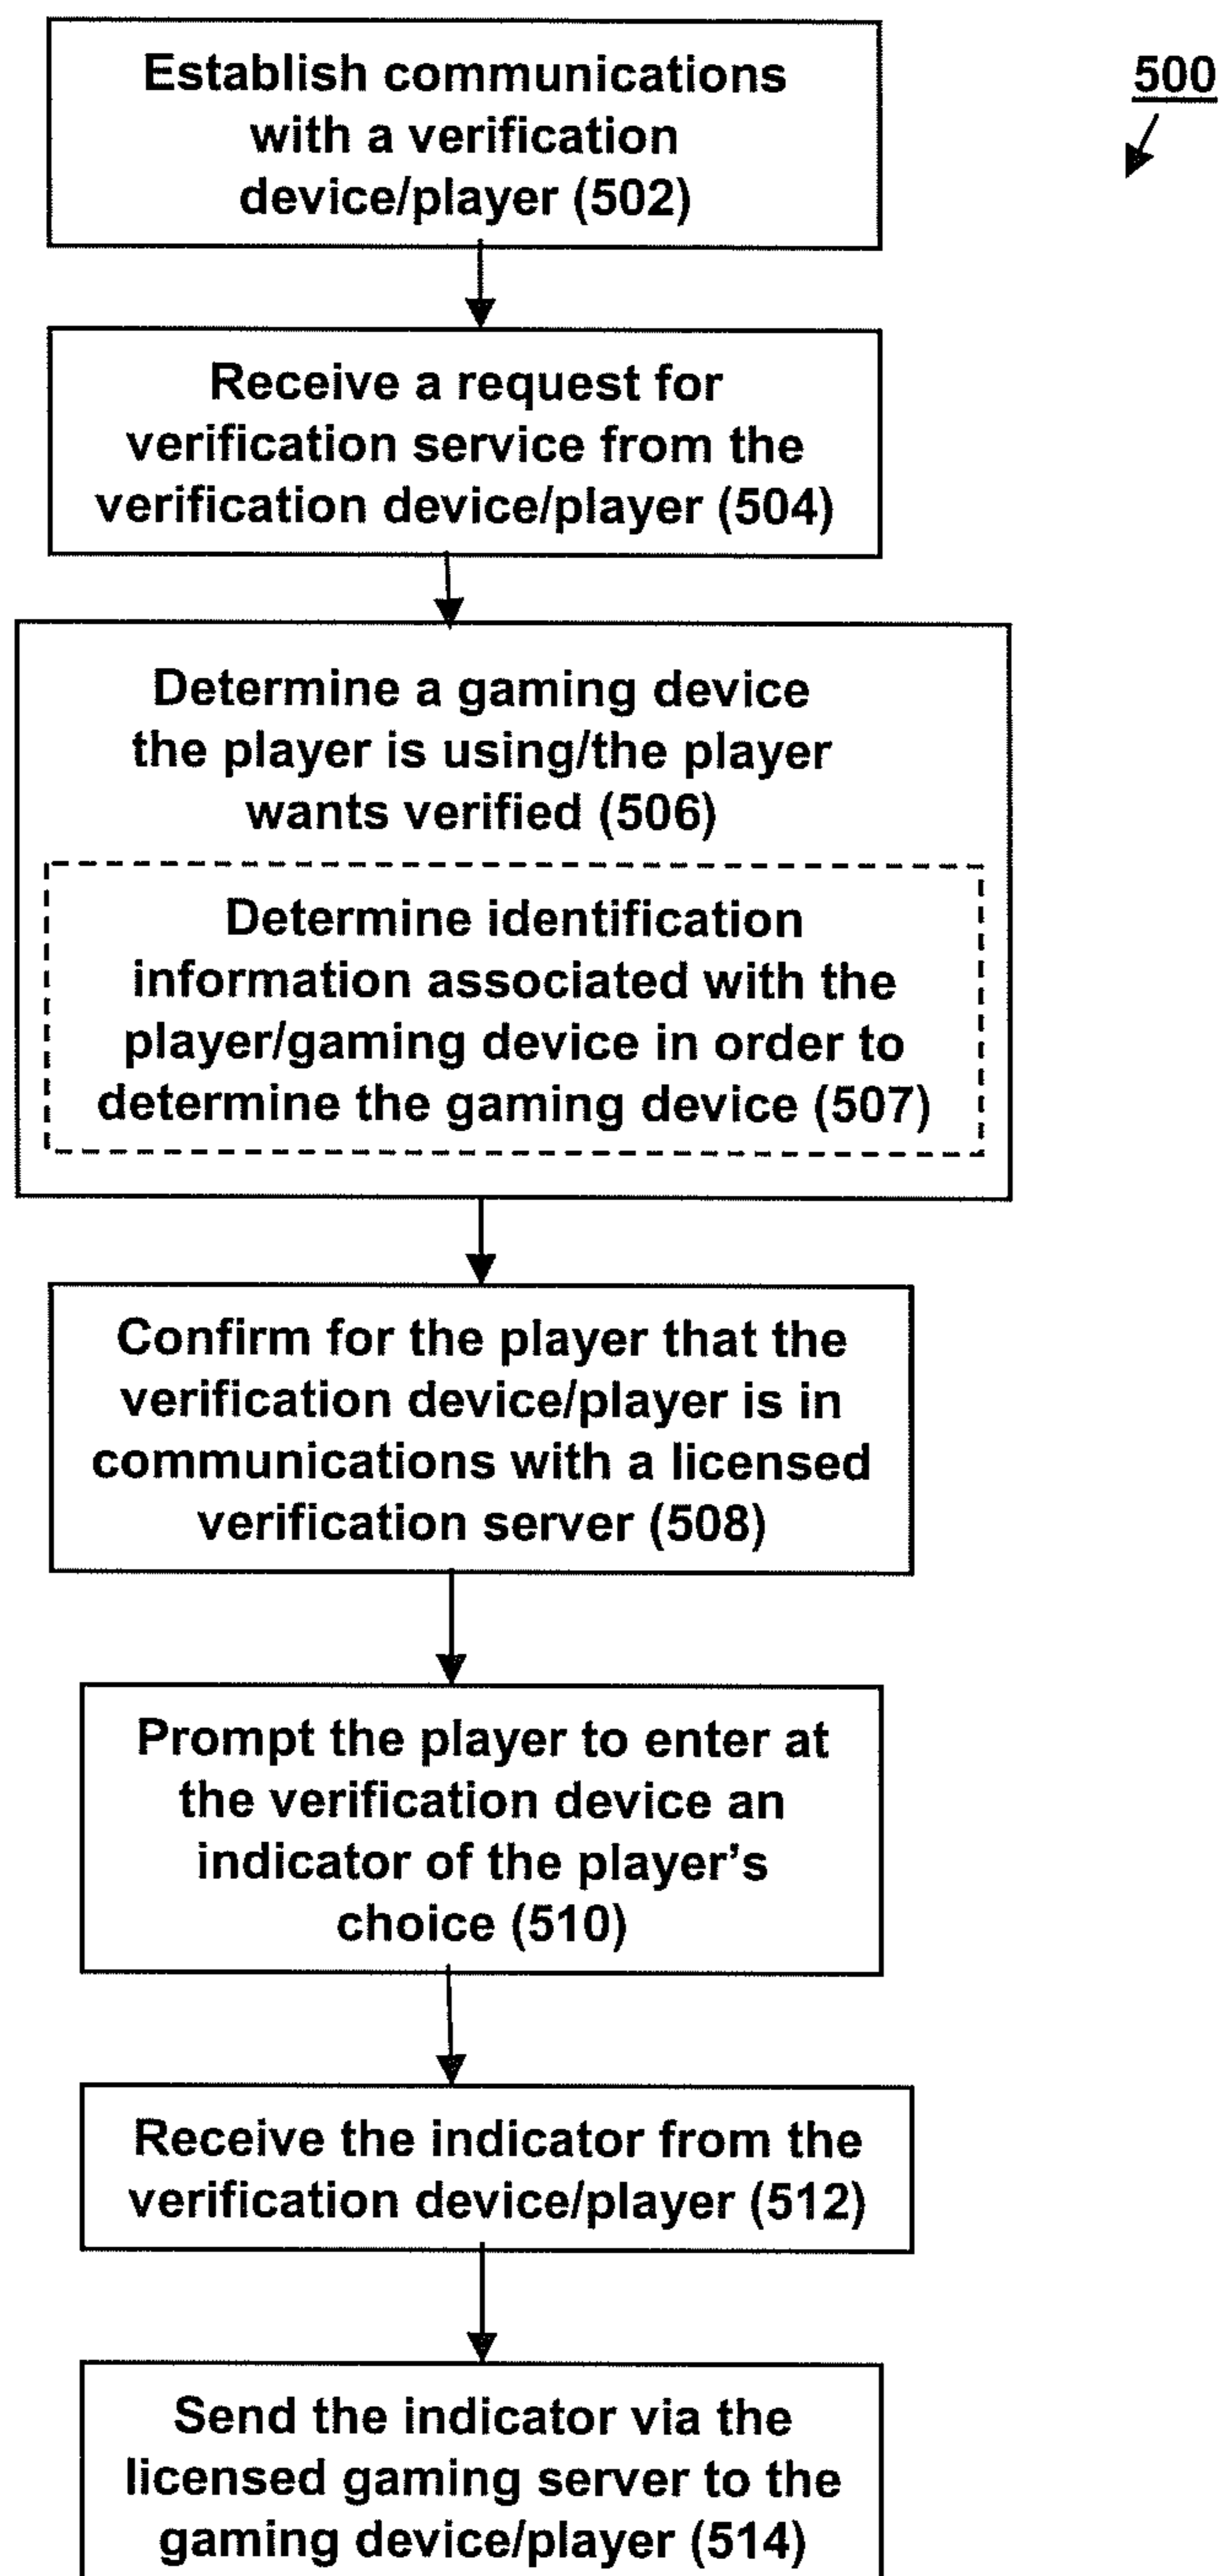 Establish communications
with a verification
device/player (502)
500
Receive a request for
verification service from the
verification device/player (504)
Determine a gaming device
the player is using/the player
wants verified (506)
Determine identification
information associated with the
player/gaming device in order to
determine the gaming device (507)
Confirm for the player that the
verification device/player is in
communications with a licensed
verification server (508)
Prompt the player to enter at
the verification device an
indicator of the player's
choice (510)
Receive the indicator from the
verification device/player (512)
Send the indicator via the
licensed gaming server to the
gaming device/player (514)